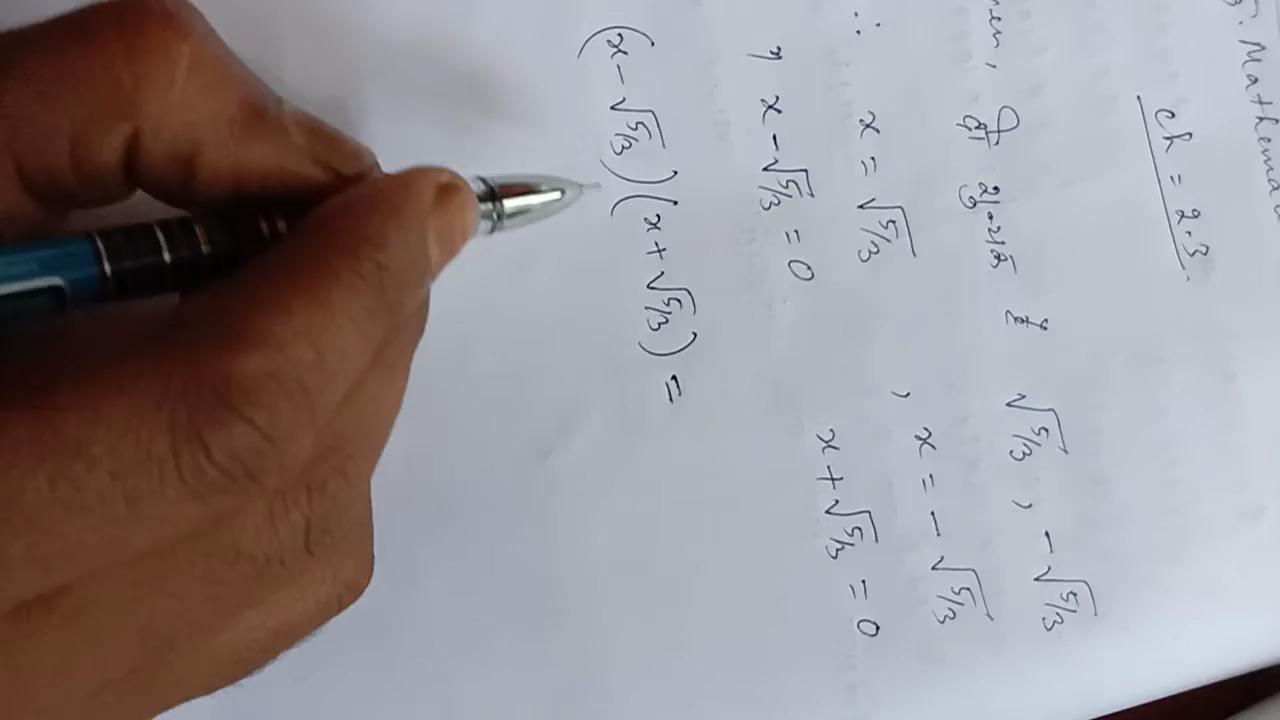 Mathema
ch = 2.3
दो शून्यक है √5/3 , -√5/3
∴ x = √5/3 , x = - √5/3
x - √5/3 = 0 x + √5/3 = 0
(x - √5/3)(x + √5/3) =